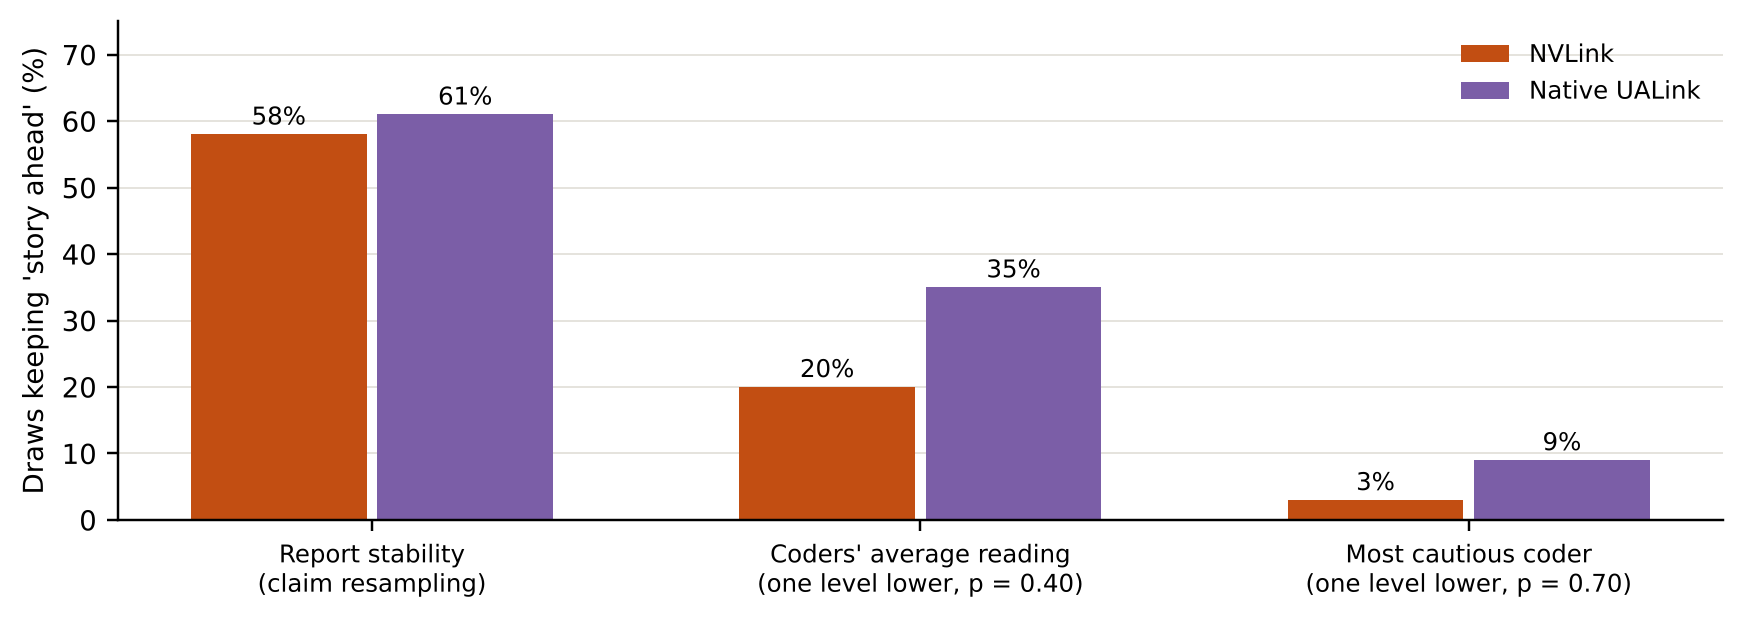 Draws keeping 'story ahead' (%)
70
60
50
40
30
20
10
0
NVLink
Native UALink
58%
61%
20%
35%
3%
9%
Report stability
(claim resampling)
Coders' average reading
(one level lower, p = 0.40)
Most cautious coder
(one level lower, p = 0.70)